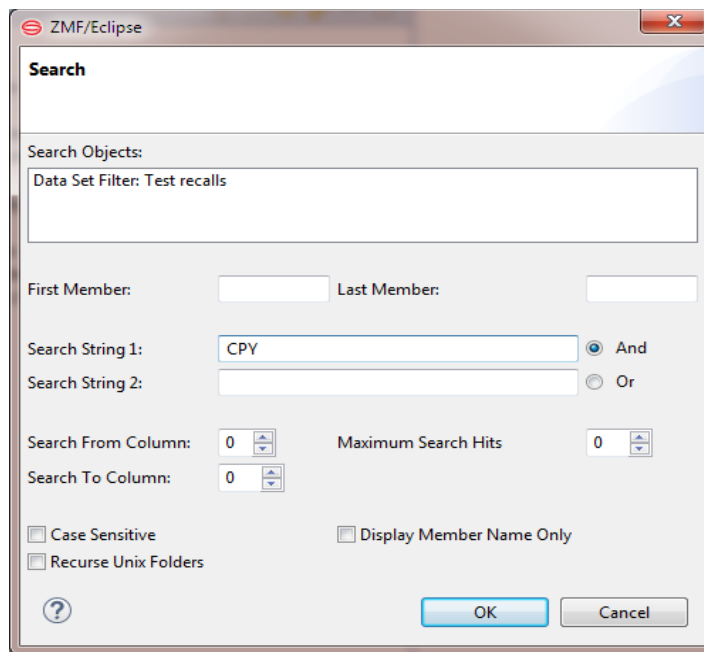 ZMF/Eclipse
Search
Search Objects:
Data Set Filter: Test recalls
First Member:
Last Member:
Search String 1: CPY And
Search String 2: Or
Search From Column: 0 Maximum Search Hits 0
Search To Column: 0
Case Sensitive Display Member Name Only
Recurse Unix Folders
? OK Cancel